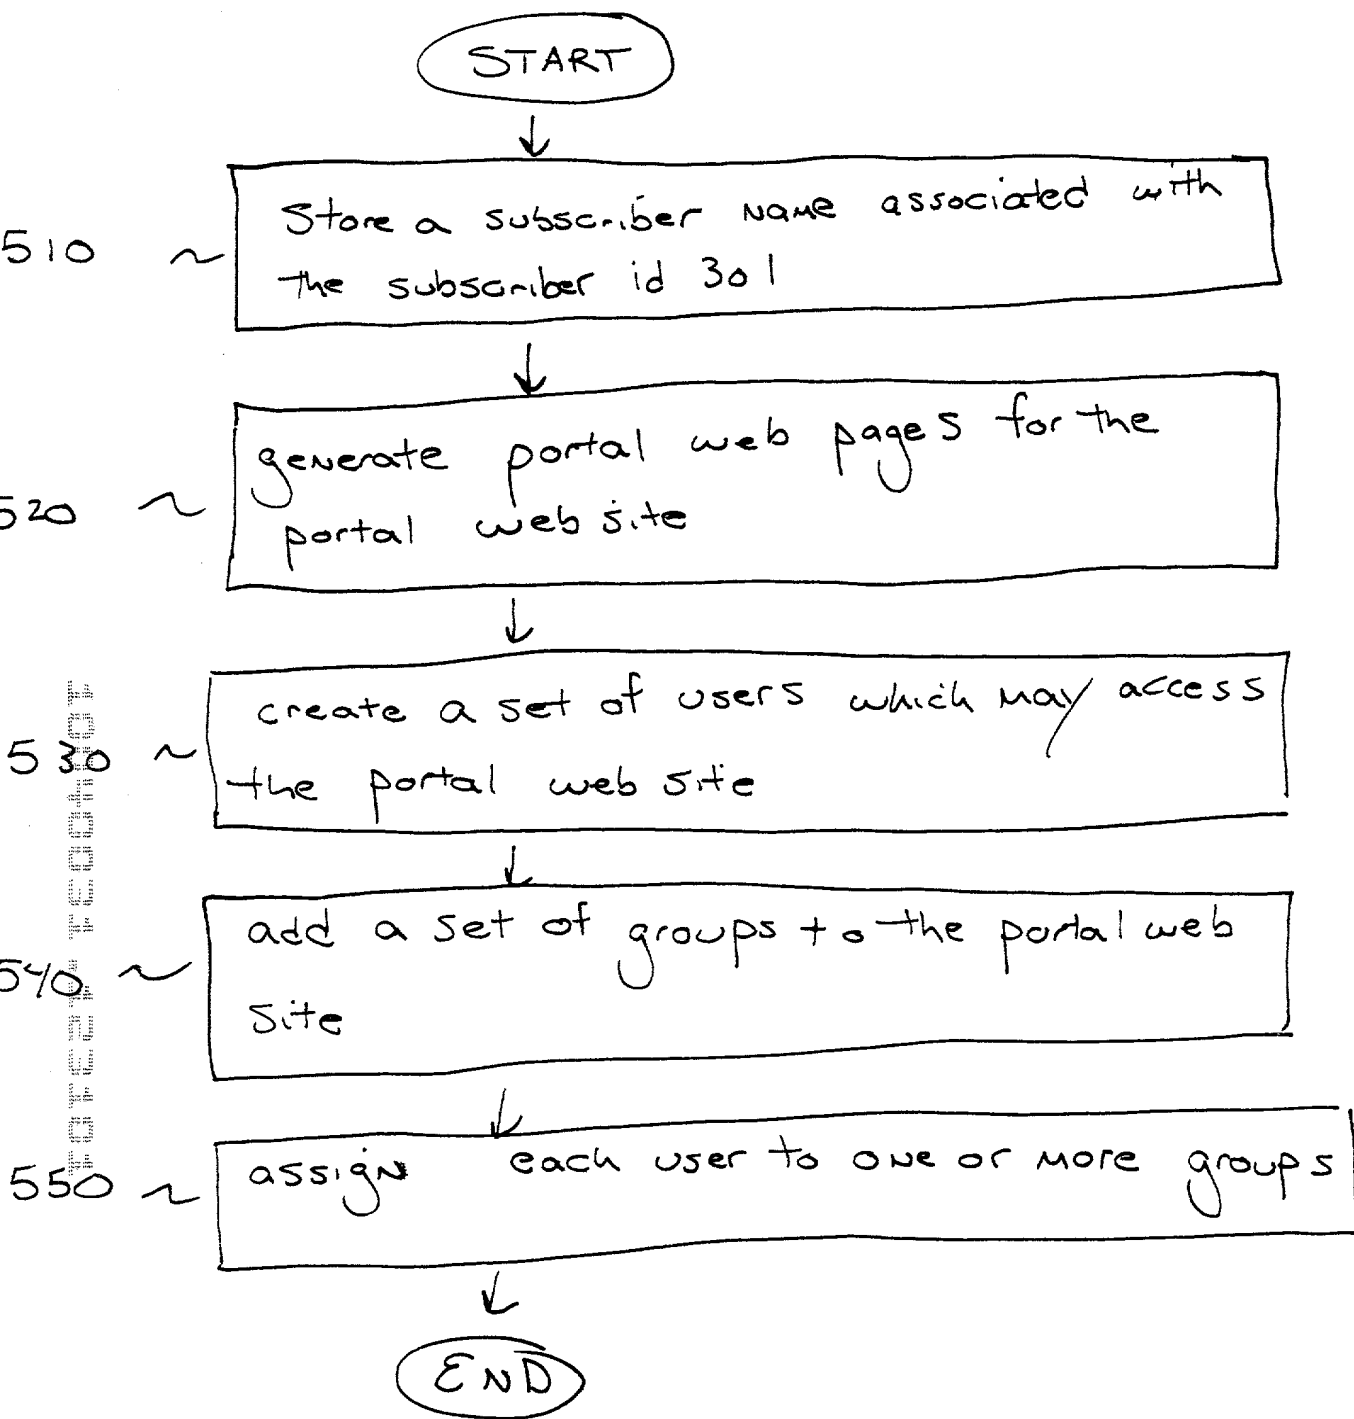 START
510 ~ Store a subscriber name associated with
the subscriber id 301
generate portal web pages for the
520 ~ portal web site
create a set of users which may access
530 ~ the portal web site
add a set of groups to the portal web
540 ~ site
550 ~ assign each user to one or more groups
END